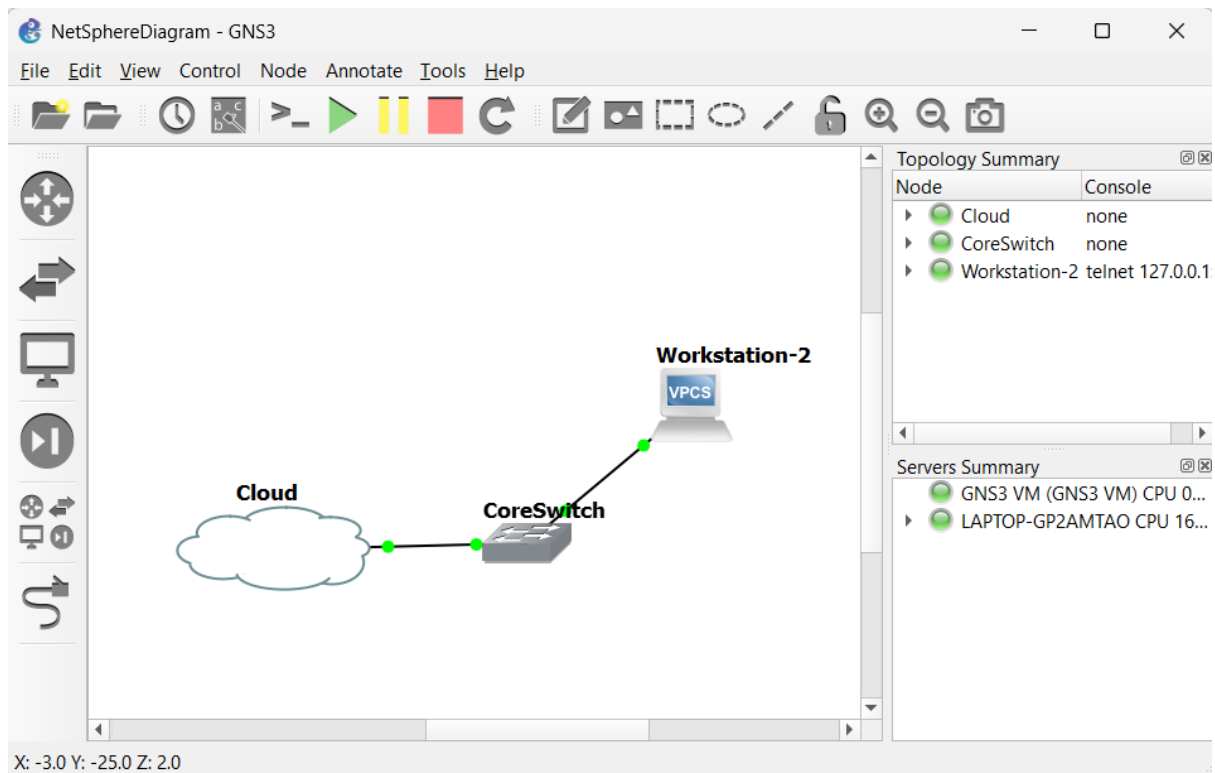 NetSphereDiagram - GNS3
File Edit View Control Node Annotate Tools Help
a c
b
Topology Summary
Node Console
Cloud none
CoreSwitch none
Workstation-2 telnet 127.0.0.1:
Workstation-2
VPCS
Cloud
CoreSwitch
Servers Summary
GNS3 VM (GNS3 VM) CPU 0...
LAPTOP-GP2AMTAO CPU 16...
X: -3.0 Y: -25.0 Z: 2.0